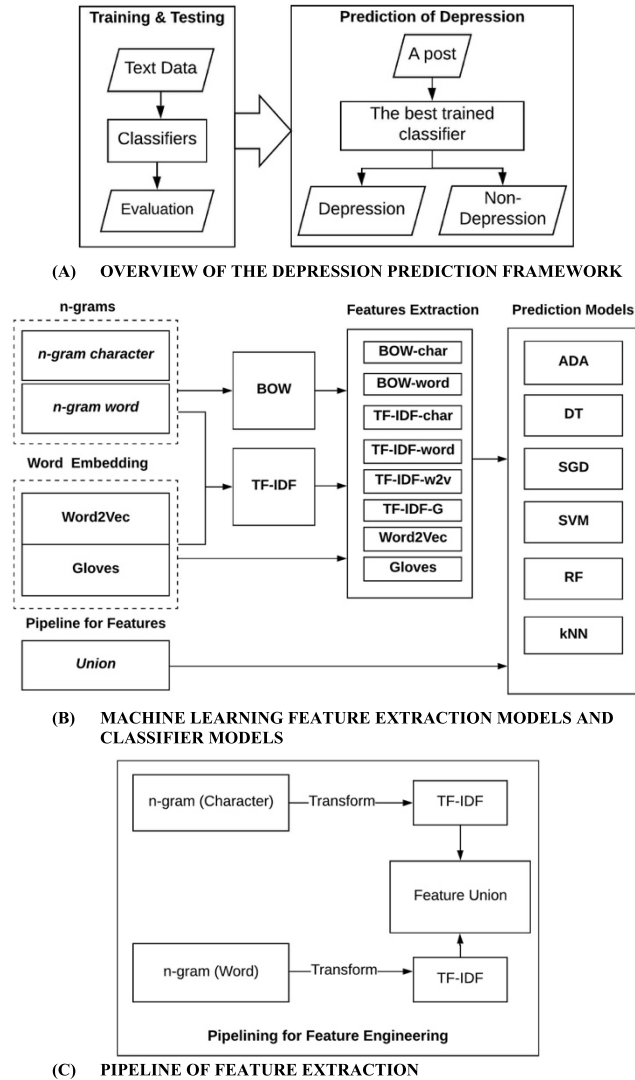 Training & Testing
Text Data
Classifiers
Evaluation
Prediction of Depression
A post
The best trained
classifier
Depression
Non-
Depression
(A) OVERVIEW OF THE DEPRESSION PREDICTION FRAMEWORK
n-grams
n-gram character
n-gram word
Word Embedding
Word2Vec
Gloves
Pipeline for Features
Union
BOW
TF-IDF
Features Extraction
BOW-char
BOW-word
TF-IDF-char
TF-IDF-word
TF-IDF-w2v
TF-IDF-G
Word2Vec
Gloves
Prediction Models
ADA
DT
SGD
SVM
RF
kNN
(B) MACHINE LEARNING FEATURE EXTRACTION MODELS AND
CLASSIFIER MODELS
n-gram (Character)
Transform
TF-IDF
Feature Union
n-gram (Word)
Transform
TF-IDF
Pipelining for Feature Engineering
(C) PIPELINE OF FEATURE EXTRACTION